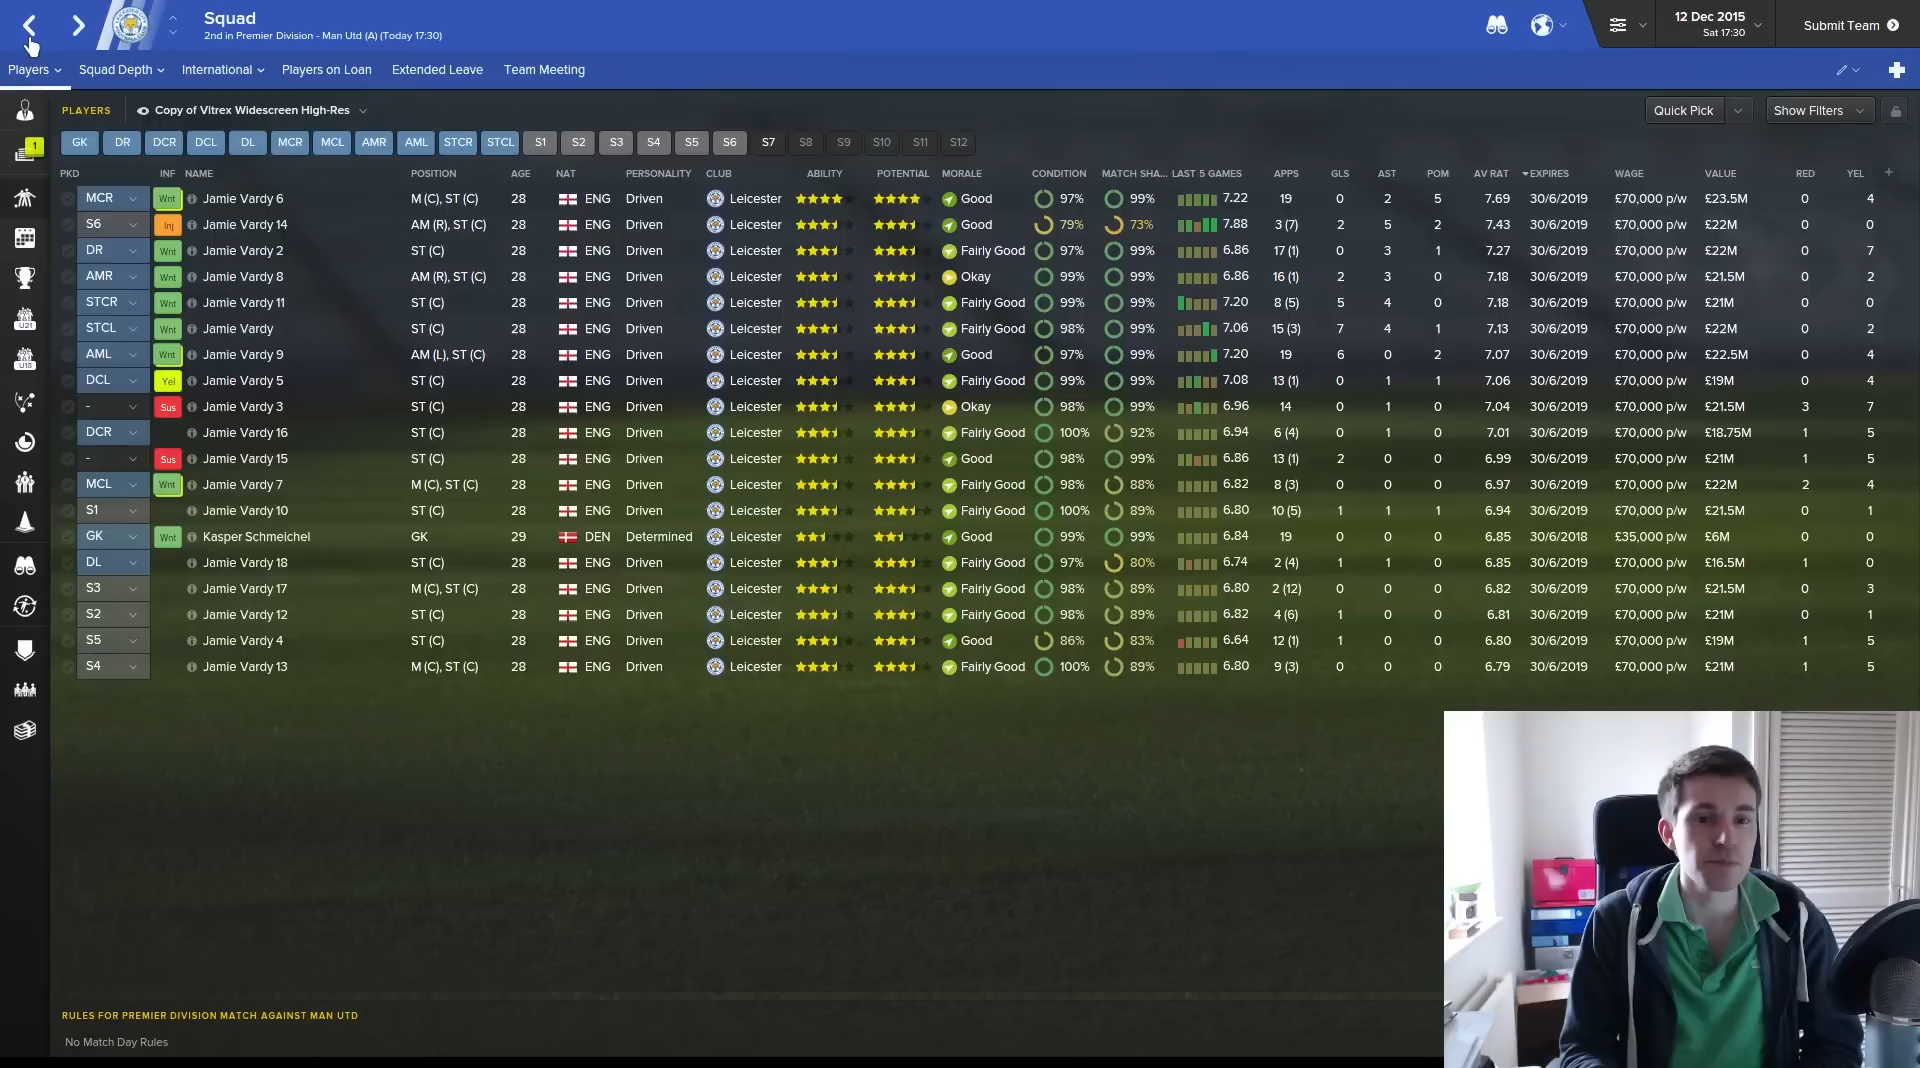 Squad
2nd in Premier Division - Man Utd (A) (Today 17:30)
12 Dec 2015
Sat 17:30
Submit Team
Players Squad Depth International Players on Loan Extended Leave Team Meeting
1
U21
U18
PLAYERS Copy of Vitrex Widescreen High-Res Quick Pick Show Filters
GK DR DCR DCL DL MCR MCL AMR AML STCR STCL S1 S2 S3 S4 S5 S6 S7 S8 S9 S10 S11 S12
PKD INF NAME POSITION AGE NAT PERSONALITY CLUB ABILITY POTENTIAL MORALE CONDITION MATCH SHA... LAST 5 GAMES APPS GLS AST POM AV RAT EXPIRES WAGE VALUE RED YEL
MCR Wnt Jamie Vardy 6 M (C), ST (C) 28 ENG Driven Leicester Good 97% 99% 7.22 19 0 2 5 7.69 30/6/2019 £70,000 p/w £23.5M 0 4
S6 Inj Jamie Vardy 14 AM (R), ST (C) 28 ENG Driven Leicester Good 79% 73% 7.88 3 (7) 2 5 2 7.43 30/6/2019 £70,000 p/w £22M 0 0
DR Wnt Jamie Vardy 2 ST (C) 28 ENG Driven Leicester Fairly Good 97% 99% 6.86 17 (1) 0 3 1 7.27 30/6/2019 £70,000 p/w £22M 0 7
AMR Wnt Jamie Vardy 8 AM (R), ST (C) 28 ENG Driven Leicester Okay 99% 99% 6.86 16 (1) 2 3 0 7.18 30/6/2019 £70,000 p/w £21.5M 0 2
STCR Wnt Jamie Vardy 11 ST (C) 28 ENG Driven Leicester Fairly Good 99% 99% 7.20 8 (5) 5 4 0 7.18 30/6/2019 £70,000 p/w £21M 0 0
STCL Wnt Jamie Vardy ST (C) 28 ENG Driven Leicester Fairly Good 98% 99% 7.06 15 (3) 7 4 1 7.13 30/6/2019 £70,000 p/w £22M 0 2
AML Wnt Jamie Vardy 9 AM (L), ST (C) 28 ENG Driven Leicester Good 97% 99% 7.20 19 6 0 2 7.07 30/6/2019 £70,000 p/w £22.5M 0 4
DCL Yel Jamie Vardy 5 ST (C) 28 ENG Driven Leicester Fairly Good 99% 99% 7.08 13 (1) 0 1 1 7.06 30/6/2019 £70,000 p/w £19M 0 4
- Sus Jamie Vardy 3 ST (C) 28 ENG Driven Leicester Okay 98% 99% 6.96 14 0 1 0 7.04 30/6/2019 £70,000 p/w £21.5M 3 7
DCR Jamie Vardy 16 ST (C) 28 ENG Driven Leicester Fairly Good 100% 92% 6.94 6 (4) 0 1 0 7.01 30/6/2019 £70,000 p/w £18.75M 1 5
- Sus Jamie Vardy 15 ST (C) 28 ENG Driven Leicester Good 98% 99% 6.86 13 (1) 2 0 0 6.99 30/6/2019 £70,000 p/w £21M 1 5
MCL Wnt Jamie Vardy 7 M (C), ST (C) 28 ENG Driven Leicester Fairly Good 98% 88% 6.82 8 (3) 0 0 0 6.97 30/6/2019 £70,000 p/w £22M 2 4
S1 Jamie Vardy 10 ST (C) 28 ENG Driven Leicester Fairly Good 100% 89% 6.80 10 (5) 1 1 1 6.94 30/6/2019 £70,000 p/w £21.5M 0 1
GK Wnt Kasper Schmeichel GK 29 DEN Determined Leicester Good 99% 99% 6.84 19 0 0 0 6.85 30/6/2018 £35,000 p/w £6M 0 0
DL Jamie Vardy 18 ST (C) 28 ENG Driven Leicester Fairly Good 97% 80% 6.74 2 (4) 1 1 0 6.85 30/6/2019 £70,000 p/w £16.5M 1 0
S3 Jamie Vardy 17 M (C), ST (C) 28 ENG Driven Leicester Fairly Good 98% 89% 6.80 2 (12) 0 0 0 6.82 30/6/2019 £70,000 p/w £21.5M 0 3
S2 Jamie Vardy 12 ST (C) 28 ENG Driven Leicester Fairly Good 98% 89% 6.82 4 (6) 1 0 0 6.81 30/6/2019 £70,000 p/w £21M 0 1
S5 Jamie Vardy 4 ST (C) 28 ENG Driven Leicester Good 86% 83% 6.64 12 (1) 1 0 0 6.80 30/6/2019 £70,000 p/w £19M 1 5
S4 Jamie Vardy 13 M (C), ST (C) 28 ENG Driven Leicester Fairly Good 100% 89% 6.80 9 (3) 0 0 0 6.79 30/6/2019 £70,000 p/w £21M 1 5
RULES FOR PREMIER DIVISION MATCH AGAINST MAN UTD
No Match Day Rules